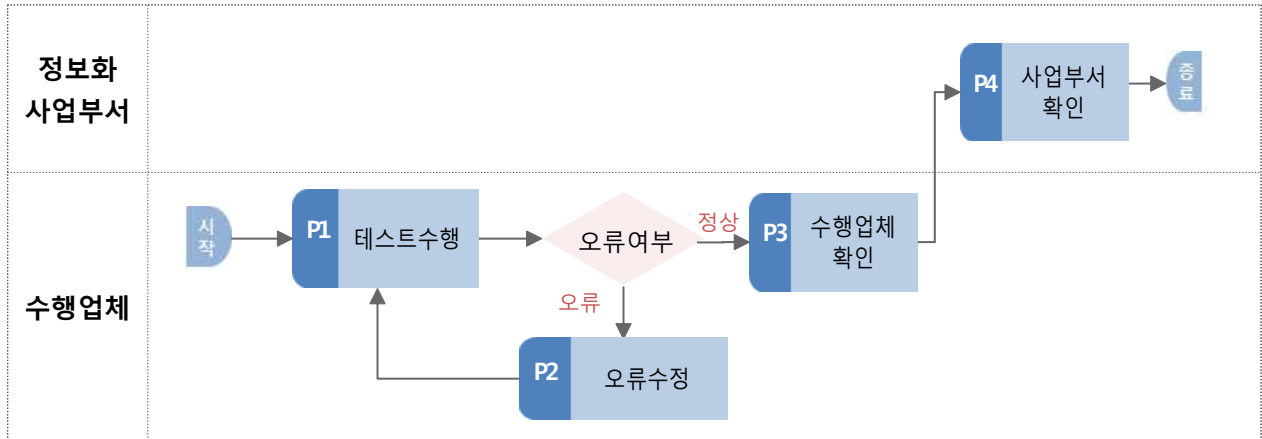 정보화
사업부서
P4
사업부서
확인
종
료
시
작
P1
테스트수행
오류여부
정상
P3
수행업체
확인
수행업체
오류
P2
오류수정